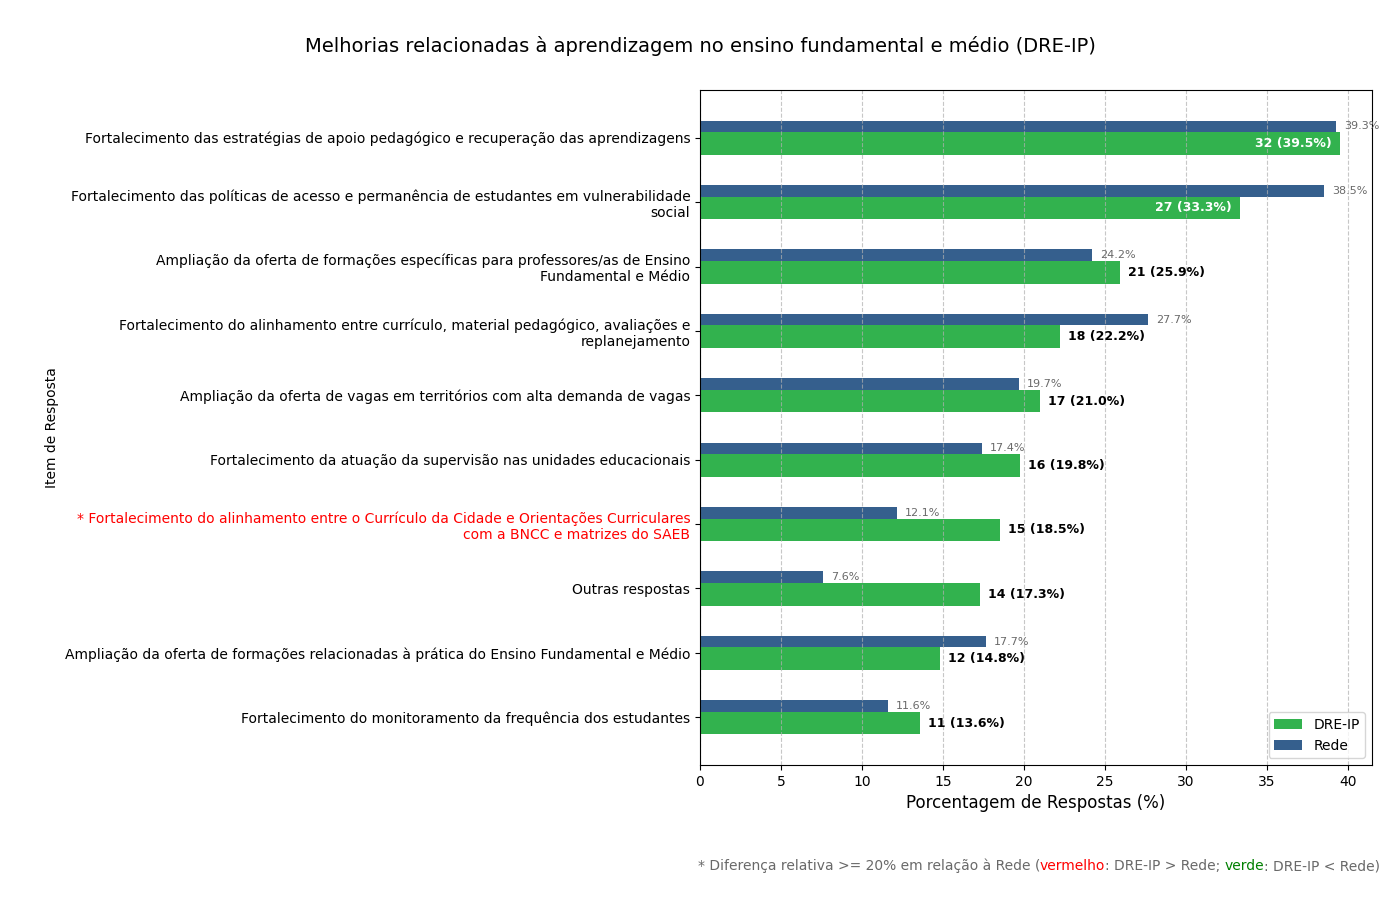 Melhorias relacionadas à aprendizagem no ensino fundamental e médio (DRE-IP)
Item de Resposta
Fortalecimento das estratégias de apoio pedagógico e recuperação das aprendizagens
39.3%
32 (39.5%)
Fortalecimento das políticas de acesso e permanência de estudantes em vulnerabilidade
social
38.5%
27 (33.3%)
Ampliação da oferta de formações específicas para professores/as de Ensino
Fundamental e Médio
24.2%
21 (25.9%)
Fortalecimento do alinhamento entre currículo, material pedagógico, avaliações e
replanejamento
27.7%
18 (22.2%)
Ampliação da oferta de vagas em territórios com alta demanda de vagas
19.7%
17 (21.0%)
Fortalecimento da atuação da supervisão nas unidades educacionais
17.4%
16 (19.8%)
* Fortalecimento do alinhamento entre o Currículo da Cidade e Orientações Curriculares
com a BNCC e matrizes do SAEB
12.1%
15 (18.5%)
Outras respostas
7.6%
14 (17.3%)
Ampliação da oferta de formações relacionadas à prática do Ensino Fundamental e Médio
17.7%
12 (14.8%)
Fortalecimento do monitoramento da frequência dos estudantes
11.6%
11 (13.6%)
DRE-IP
Rede
0 5 10 15 20 25 30 35 40
Porcentagem de Respostas (%)
* Diferença relativa >= 20% em relação à Rede (vermelho: DRE-IP > Rede; verde: DRE-IP < Rede)